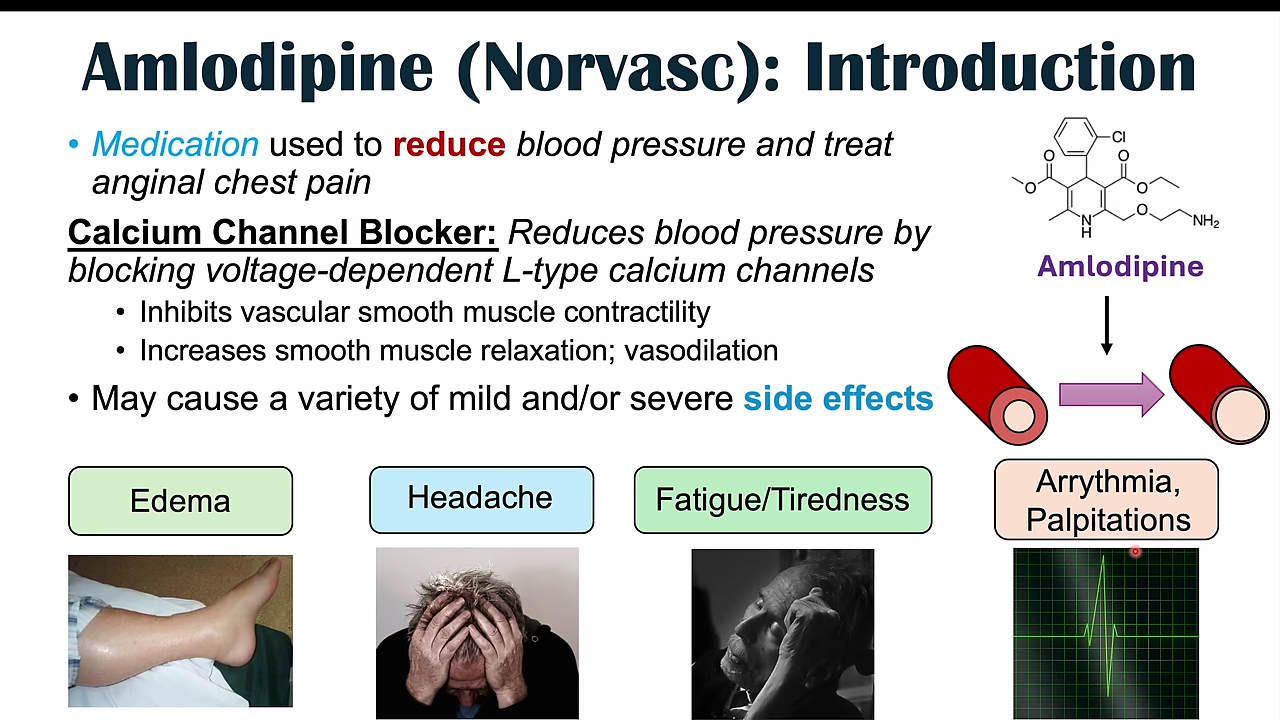 Amlodipine (Norvasc): Introduction
• Medication used to reduce blood pressure and treat
anginal chest pain
Calcium Channel Blocker: Reduces blood pressure by
blocking voltage-dependent L-type calcium channels
• Inhibits vascular smooth muscle contractility
• Increases smooth muscle relaxation; vasodilation
• May cause a variety of mild and/or severe side effects
Cl
O
O
O
O
O
N
H
NH2
Amlodipine
Edema
Headache
Fatigue/Tiredness
Arrythmia,
Palpitations